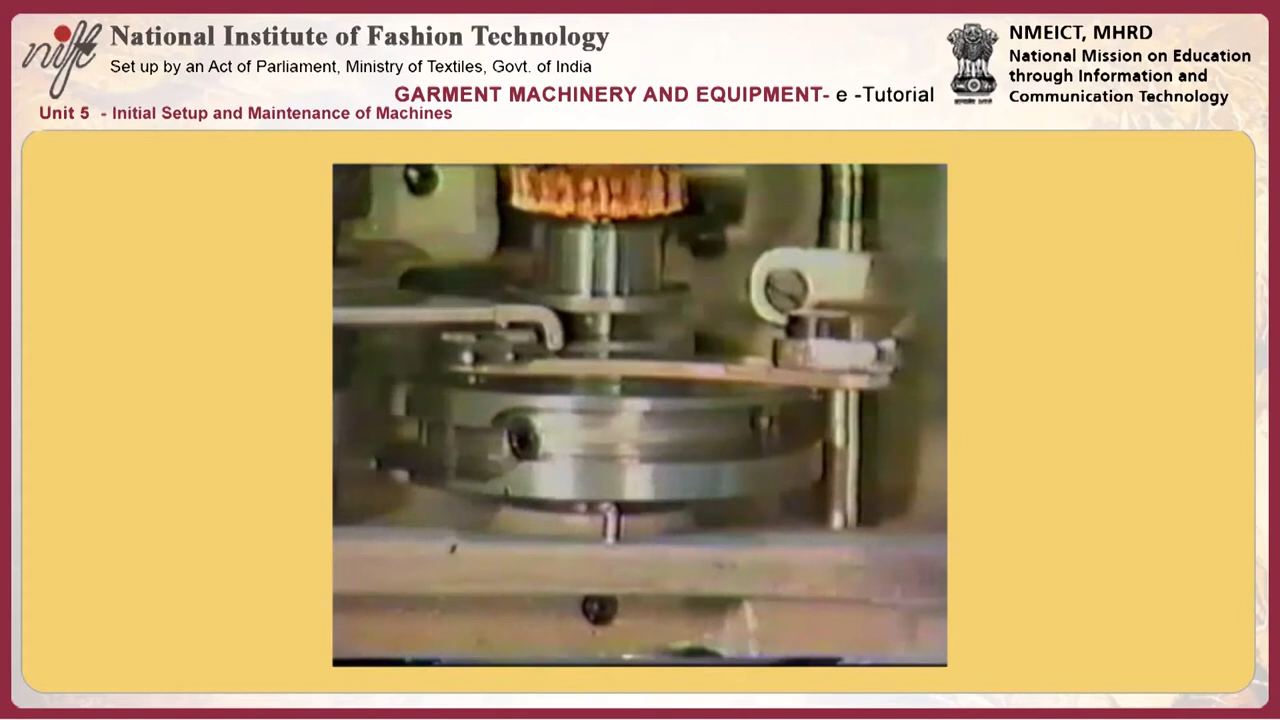 nift
National Institute of Fashion Technology
Set up by an Act of Parliament, Ministry of Textiles, Govt. of India
GARMENT MACHINERY AND EQUIPMENT- e -Tutorial
Unit 5 - Initial Setup and Maintenance of Machines
NMEICT, MHRD
National Mission on Education
through Information and
Communication Technology